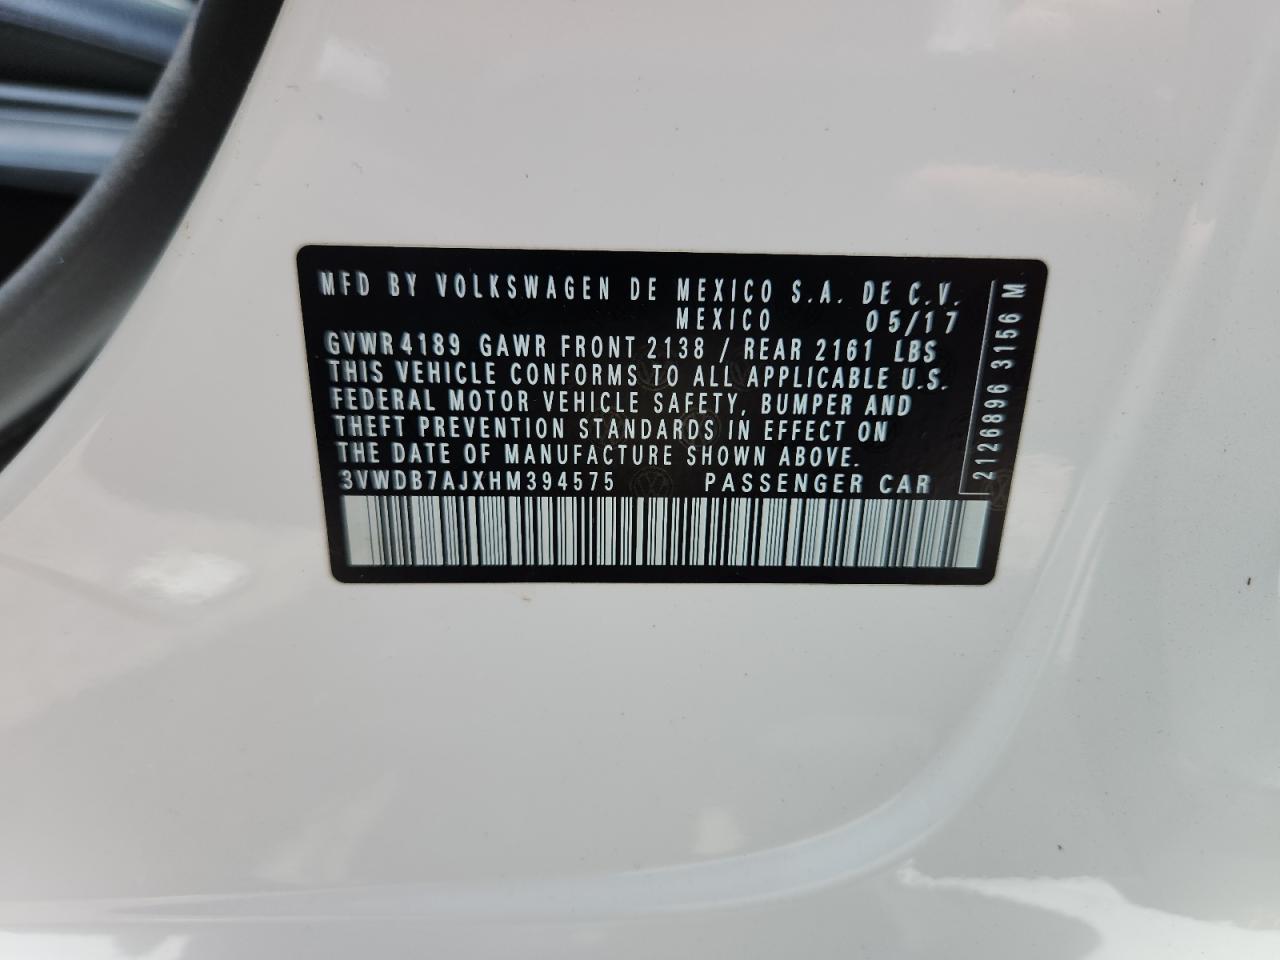 MFD BY VOLKSWAGEN DE MEXICO S.A. DE C.V.
MEXICO 05/17
GVWR 4189 GAWR FRONT 2138 / REAR 2161 LBS
THIS VEHICLE CONFORMS TO ALL APPLICABLE U.S.
FEDERAL MOTOR VEHICLE SAFETY, BUMPER AND
THEFT PREVENTION STANDARDS IN EFFECT ON
THE DATE OF MANUFACTURE SHOWN ABOVE.
3VWDB7AJXHM394575 PASSENGER CAR
2126896 3156 M